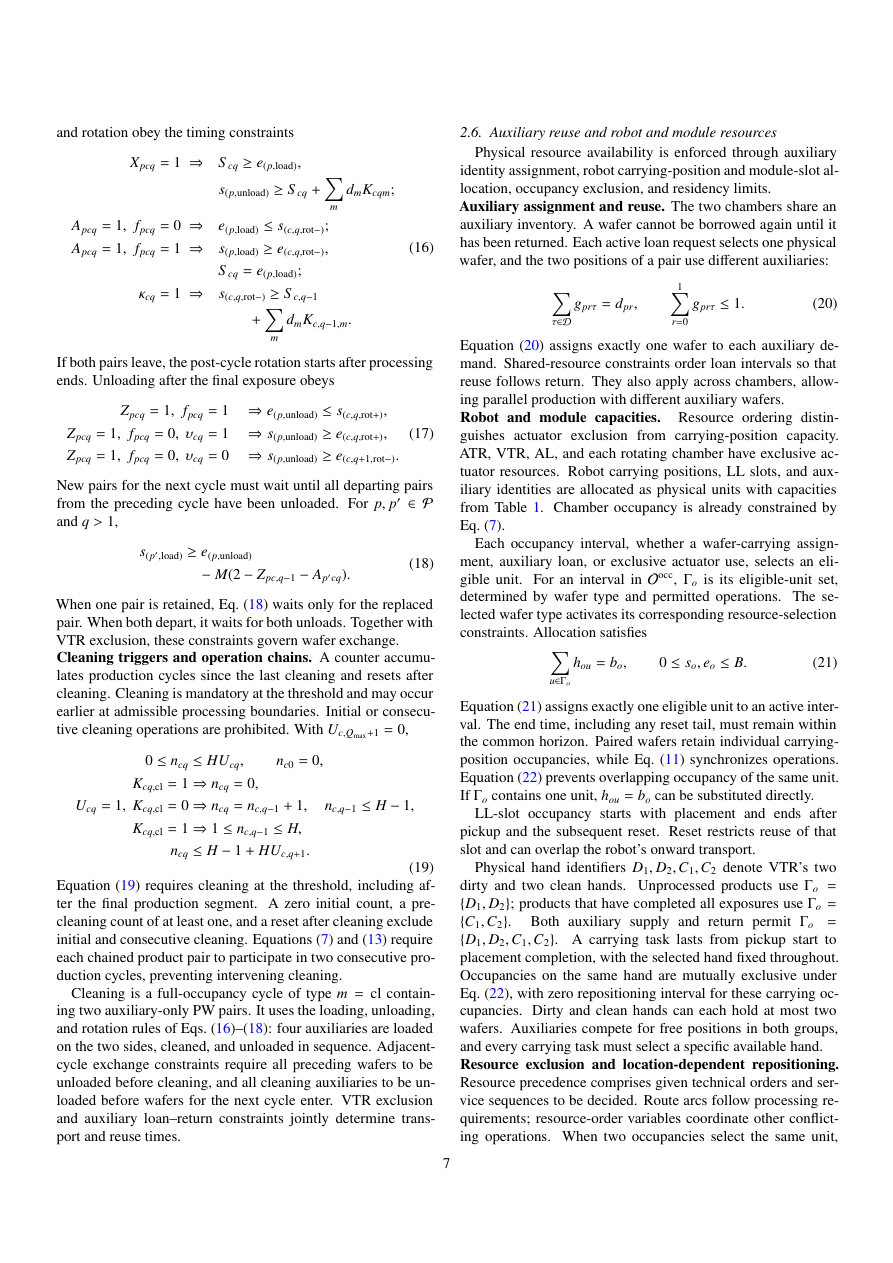 and rotation obey the timing constraints
X_{pcq} = 1 ⇒ S_{cq} ≥ e_{(p,load)},
s_{(p,unload)} ≥ S_{cq} + ∑_m d_m K_{cqm};
A_{pcq} = 1, f_{pcq} = 0 ⇒ e_{(p,load)} ≤ s_{(c,q,rot−)};
A_{pcq} = 1, f_{pcq} = 1 ⇒ s_{(p,load)} ≥ e_{(c,q,rot−)}, (16)
S_{cq} = e_{(p,load)};
κ_{cq} = 1 ⇒ s_{(c,q,rot−)} ≥ S_{c,q−1}
+ ∑_m d_m K_{c,q−1,m}.
If both pairs leave, the post-cycle rotation starts after processing
ends. Unloading after the final exposure obeys
Z_{pcq} = 1, f_{pcq} = 1 ⇒ e_{(p,unload)} ≤ s_{(c,q,rot+)},
Z_{pcq} = 1, f_{pcq} = 0, υ_{cq} = 1 ⇒ s_{(p,unload)} ≥ e_{(c,q,rot+)}, (17)
Z_{pcq} = 1, f_{pcq} = 0, υ_{cq} = 0 ⇒ s_{(p,unload)} ≥ e_{(c,q+1,rot−)}.
New pairs for the next cycle must wait until all departing pairs
from the preceding cycle have been unloaded. For p, p′ ∈ 𝒫
and q > 1,
s_{(p′,load)} ≥ e_{(p,unload)}
− M(2 − Z_{pc,q−1} − A_{p′cq}). (18)
When one pair is retained, Eq. (18) waits only for the replaced
pair. When both depart, it waits for both unloads. Together with
VTR exclusion, these constraints govern wafer exchange.
Cleaning triggers and operation chains. A counter accumu-
lates production cycles since the last cleaning and resets after
cleaning. Cleaning is mandatory at the threshold and may occur
earlier at admissible processing boundaries. Initial or consecu-
tive cleaning operations are prohibited. With U_{c,Q_{max}+1} = 0,
0 ≤ n_{cq} ≤ HU_{cq}, n_{c0} = 0,
K_{cq,cl} = 1 ⇒ n_{cq} = 0,
U_{cq} = 1, K_{cq,cl} = 0 ⇒ n_{cq} = n_{c,q−1} + 1, n_{c,q−1} ≤ H − 1,
K_{cq,cl} = 1 ⇒ 1 ≤ n_{c,q−1} ≤ H,
n_{cq} ≤ H − 1 + HU_{c,q+1}.
(19)
Equation (19) requires cleaning at the threshold, including af-
ter the final production segment. A zero initial count, a pre-
cleaning count of at least one, and a reset after cleaning exclude
initial and consecutive cleaning. Equations (7) and (13) require
each chained product pair to participate in two consecutive pro-
duction cycles, preventing intervening cleaning.
Cleaning is a full-occupancy cycle of type m = cl contain-
ing two auxiliary-only PW pairs. It uses the loading, unloading,
and rotation rules of Eqs. (16)–(18): four auxiliaries are loaded
on the two sides, cleaned, and unloaded in sequence. Adjacent-
cycle exchange constraints require all preceding wafers to be
unloaded before cleaning, and all cleaning auxiliaries to be un-
loaded before wafers for the next cycle enter. VTR exclusion
and auxiliary loan–return constraints jointly determine trans-
port and reuse times.
2.6. Auxiliary reuse and robot and module resources
Physical resource availability is enforced through auxiliary
identity assignment, robot carrying-position and module-slot al-
location, occupancy exclusion, and residency limits.
Auxiliary assignment and reuse. The two chambers share an
auxiliary inventory. A wafer cannot be borrowed again until it
has been returned. Each active loan request selects one physical
wafer, and the two positions of a pair use different auxiliaries:
∑_{τ∈𝒟} g_{prτ} = d_{pr}, ∑_{r=0}^{1} g_{prτ} ≤ 1. (20)
Equation (20) assigns exactly one wafer to each auxiliary de-
mand. Shared-resource constraints order loan intervals so that
reuse follows return. They also apply across chambers, allow-
ing parallel production with different auxiliary wafers.
Robot and module capacities. Resource ordering distin-
guishes actuator exclusion from carrying-position capacity.
ATR, VTR, AL, and each rotating chamber have exclusive ac-
tuator resources. Robot carrying positions, LL slots, and aux-
iliary identities are allocated as physical units with capacities
from Table 1. Chamber occupancy is already constrained by
Eq. (7).
Each occupancy interval, whether a wafer-carrying assign-
ment, auxiliary loan, or exclusive actuator use, selects an eli-
gible unit. For an interval in 𝒪^{occ}, Γ_o is its eligible-unit set,
determined by wafer type and permitted operations. The se-
lected wafer type activates its corresponding resource-selection
constraints. Allocation satisfies
∑_{u∈Γ_o} h_{ou} = b_o, 0 ≤ s_o, e_o ≤ B. (21)
Equation (21) assigns exactly one eligible unit to an active inter-
val. The end time, including any reset tail, must remain within
the common horizon. Paired wafers retain individual carrying-
position occupancies, while Eq. (11) synchronizes operations.
Equation (22) prevents overlapping occupancy of the same unit.
If Γ_o contains one unit, h_{ou} = b_o can be substituted directly.
LL-slot occupancy starts with placement and ends after
pickup and the subsequent reset. Reset restricts reuse of that
slot and can overlap the robot's onward transport.
Physical hand identifiers D_1, D_2, C_1, C_2 denote VTR's two
dirty and two clean hands. Unprocessed products use Γ_o =
{D_1, D_2}; products that have completed all exposures use Γ_o =
{C_1, C_2}. Both auxiliary supply and return permit Γ_o =
{D_1, D_2, C_1, C_2}. A carrying task lasts from pickup start to
placement completion, with the selected hand fixed throughout.
Occupancies on the same hand are mutually exclusive under
Eq. (22), with zero repositioning interval for these carrying oc-
cupancies. Dirty and clean hands can each hold at most two
wafers. Auxiliaries compete for free positions in both groups,
and every carrying task must select a specific available hand.
Resource exclusion and location-dependent repositioning.
Resource precedence comprises given technical orders and ser-
vice sequences to be decided. Route arcs follow processing re-
quirements; resource-order variables coordinate other conflict-
ing operations. When two occupancies select the same unit,
7